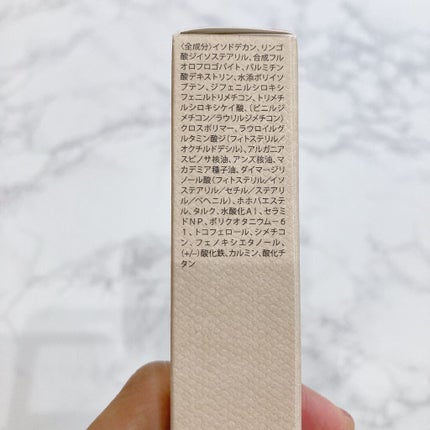 〈全成分〉イソドデカン、リンゴ
酸ジイソステアリル、合成フル
オロフロゴパイト、パルミチン
酸デキストリン、水添ポリイソ
ブテン、ジフェニルシロキシ
フェニルトリメチコン、トリメチ
ルシロキシケイ酸、(ビニルジ
メチコン/ラウリルジメチコン)
クロスポリマー、ラウロイルグ
ルタミン酸ジ(フィトステリル/
オクチルドデシル)、アルガニア
スピノサ核油、アンズ核油、マ
カデミア種子油、ダイマージリ
ノール酸(フィトステリル/イソ
ステアリル/セチル/ステアリ
ル/ベヘニル)、ホホバエステ
ル、タルク、水酸化Al、セラミ
ドNP、ポリクオタニウム-6
1、トコフェロール、シメチコ
ン、フェノキシエタノール、
(+/-)酸化鉄、カルミン、酸化チ
タン